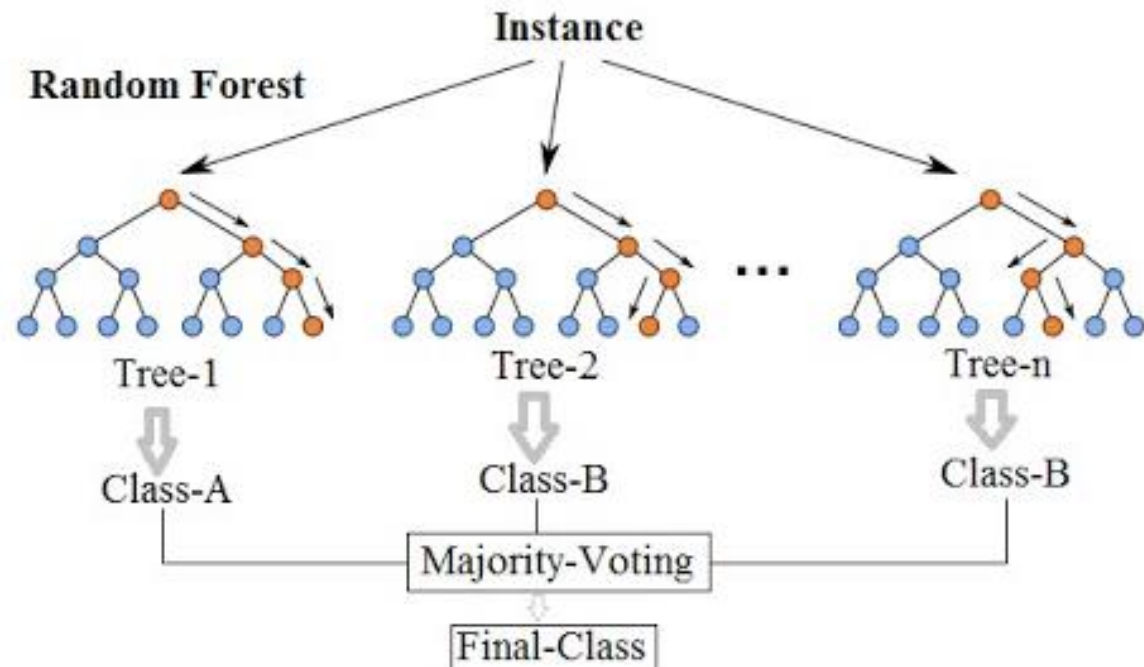 Instance
Random Forest
...
Tree-1
Tree-2
Tree-n
Class-A
Class-B
Class-B
Majority-Voting
Final-Class